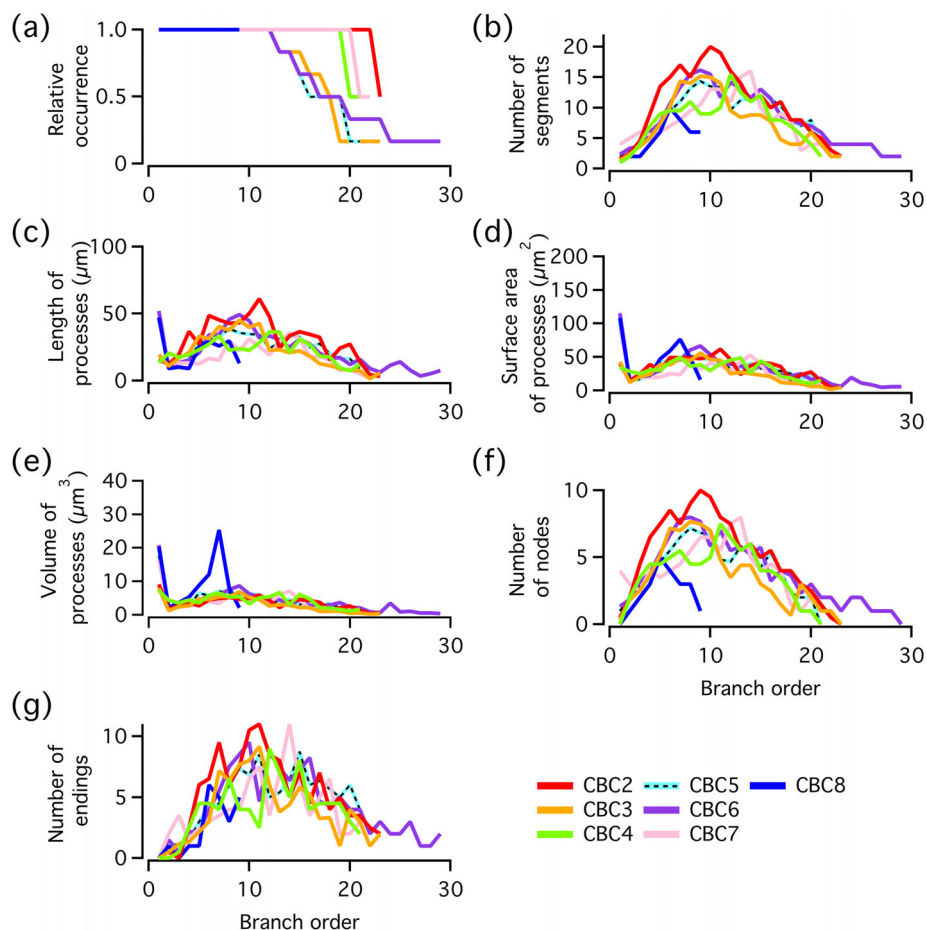 (a)
Relative
occurrence
1.0
0.5
0
0
10
20
30
(b)
Number of
segments
20
15
10
5
0
0
10
20
30
(c)
Length of
processes (µm)
100
50
0
0
10
20
30
(d)
Surface area
of processes (µm²)
200
150
100
50
0
0
10
20
30
(e)
Volume of
processes (µm³)
40
30
20
10
0
0
10
20
30
(f)
Number
of nodes
10
5
0
0
10
20
30
Branch order
(g)
Number of
endings
10
5
0
0
10
20
30
Branch order
CBC2
CBC5
CBC8
CBC3
CBC6
CBC4
CBC7